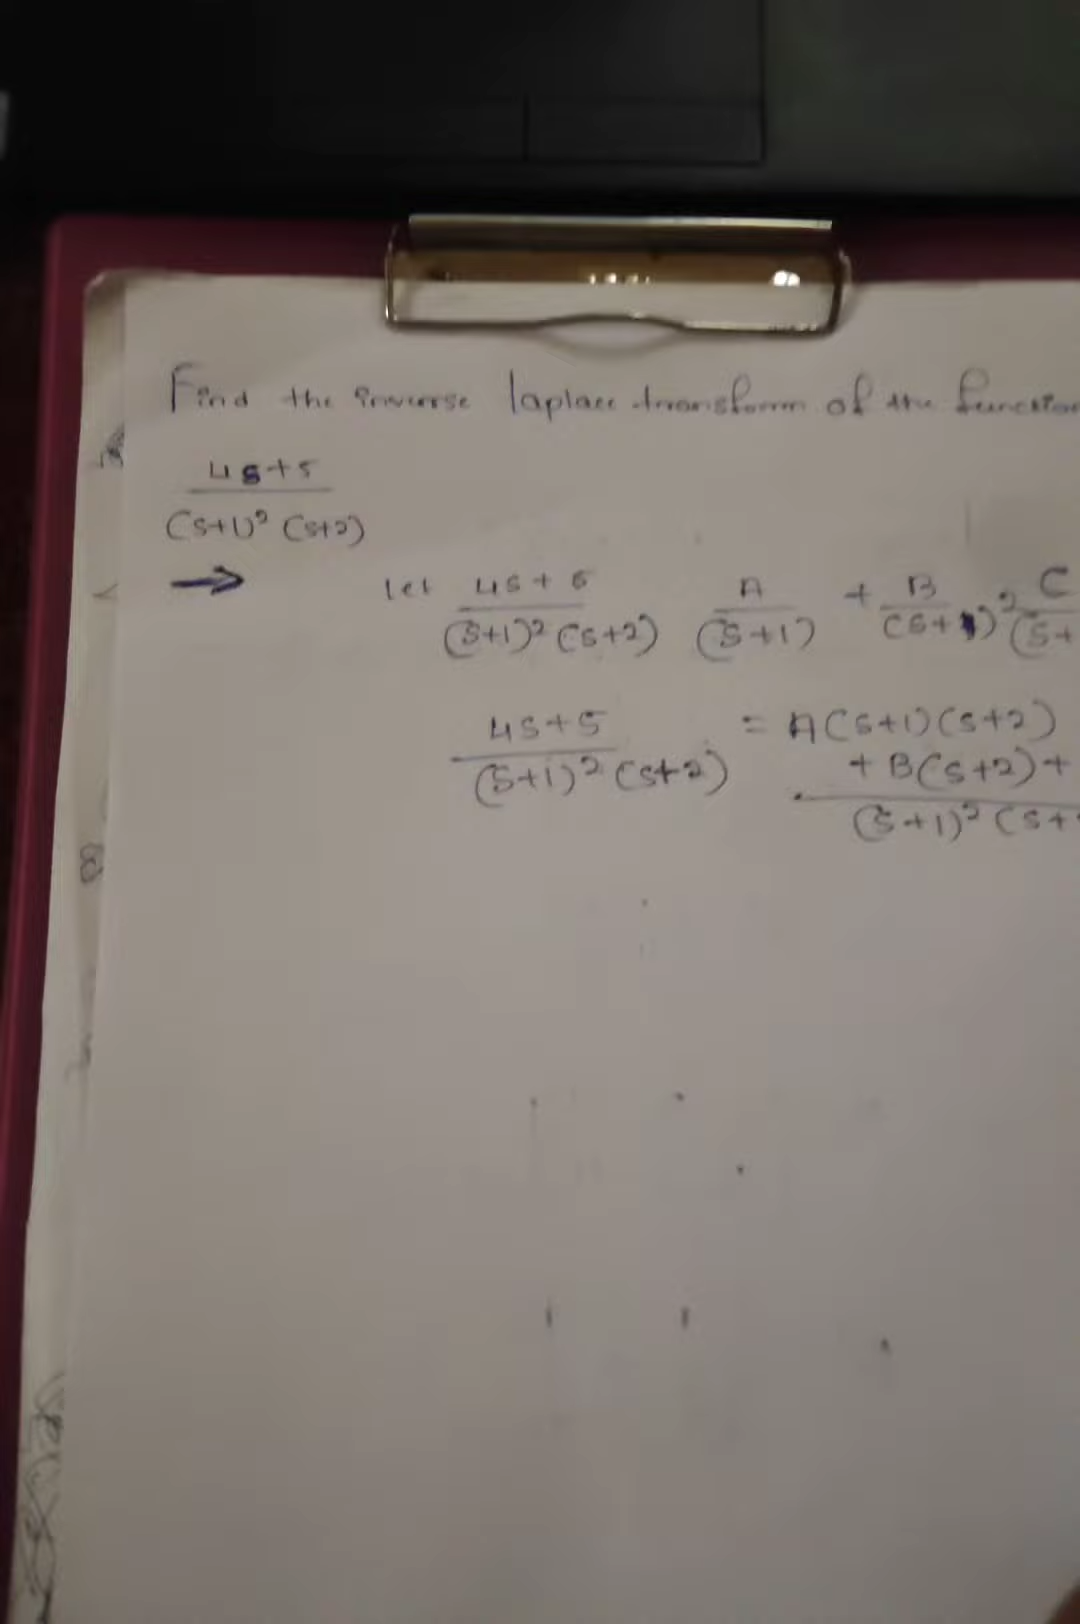 Find the inverse laplace transform of the function
4s+5
(s+1)² (s+2)
→ let 4s+5 A + B C
(s+1)² (s+2) (s+1) (s+1)² (s+
4s+5 = A(s+1)(s+2)
+ B(s+2)+
(s+1)² (s+2) (s+1)² (s+